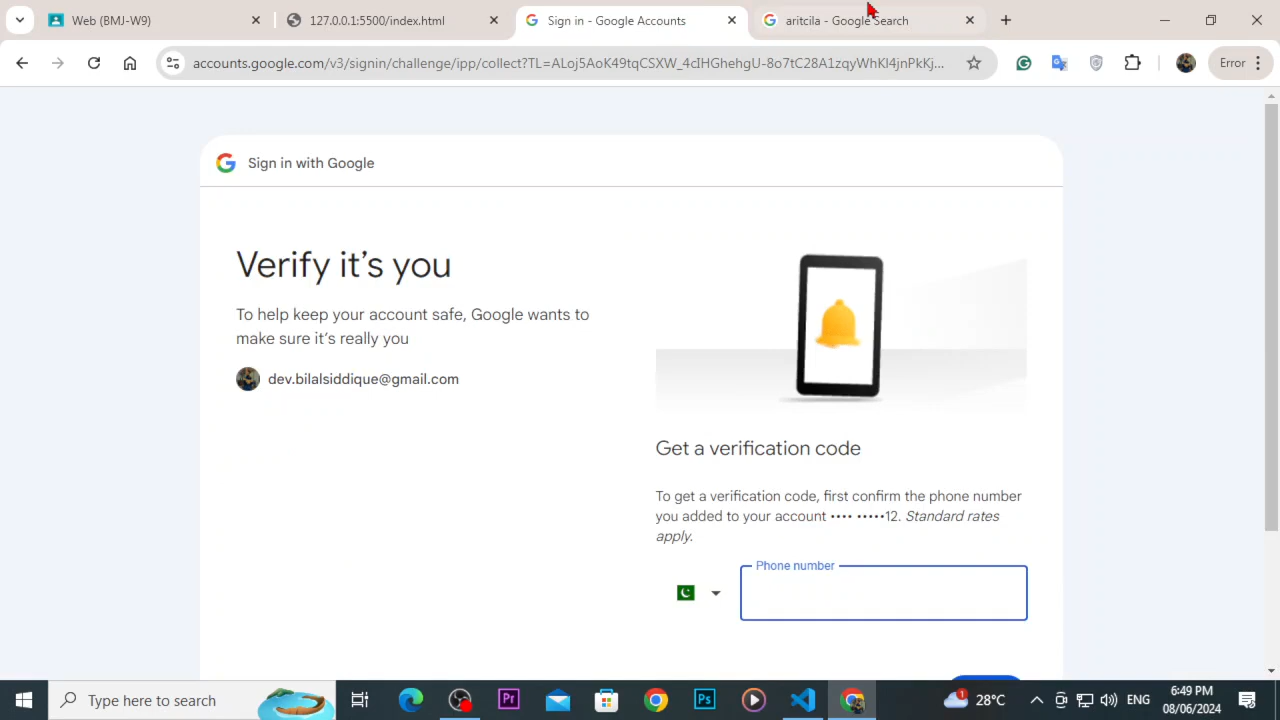 Web (BMJ-W9)
127.0.0.1:5500/index.html
Sign in - Google Accounts
aritcila - Google Search
accounts.google.com/v3/signin/challenge/ipp/collect?TL=ALoj5AoK49tqCSXW_4cIHGhehgU-8o7tC28A1zqyWhKl4jnPkKj...
Error
Sign in with Google
Verify it's you
To help keep your account safe, Google wants to
make sure it's really you
dev.bilalsiddique@gmail.com
Get a verification code
To get a verification code, first confirm the phone number
you added to your account •••• •••••12. Standard rates
apply.
Phone number
Type here to search
Pr
Ps
1
28°C
ENG
6:49 PM
08/06/2024